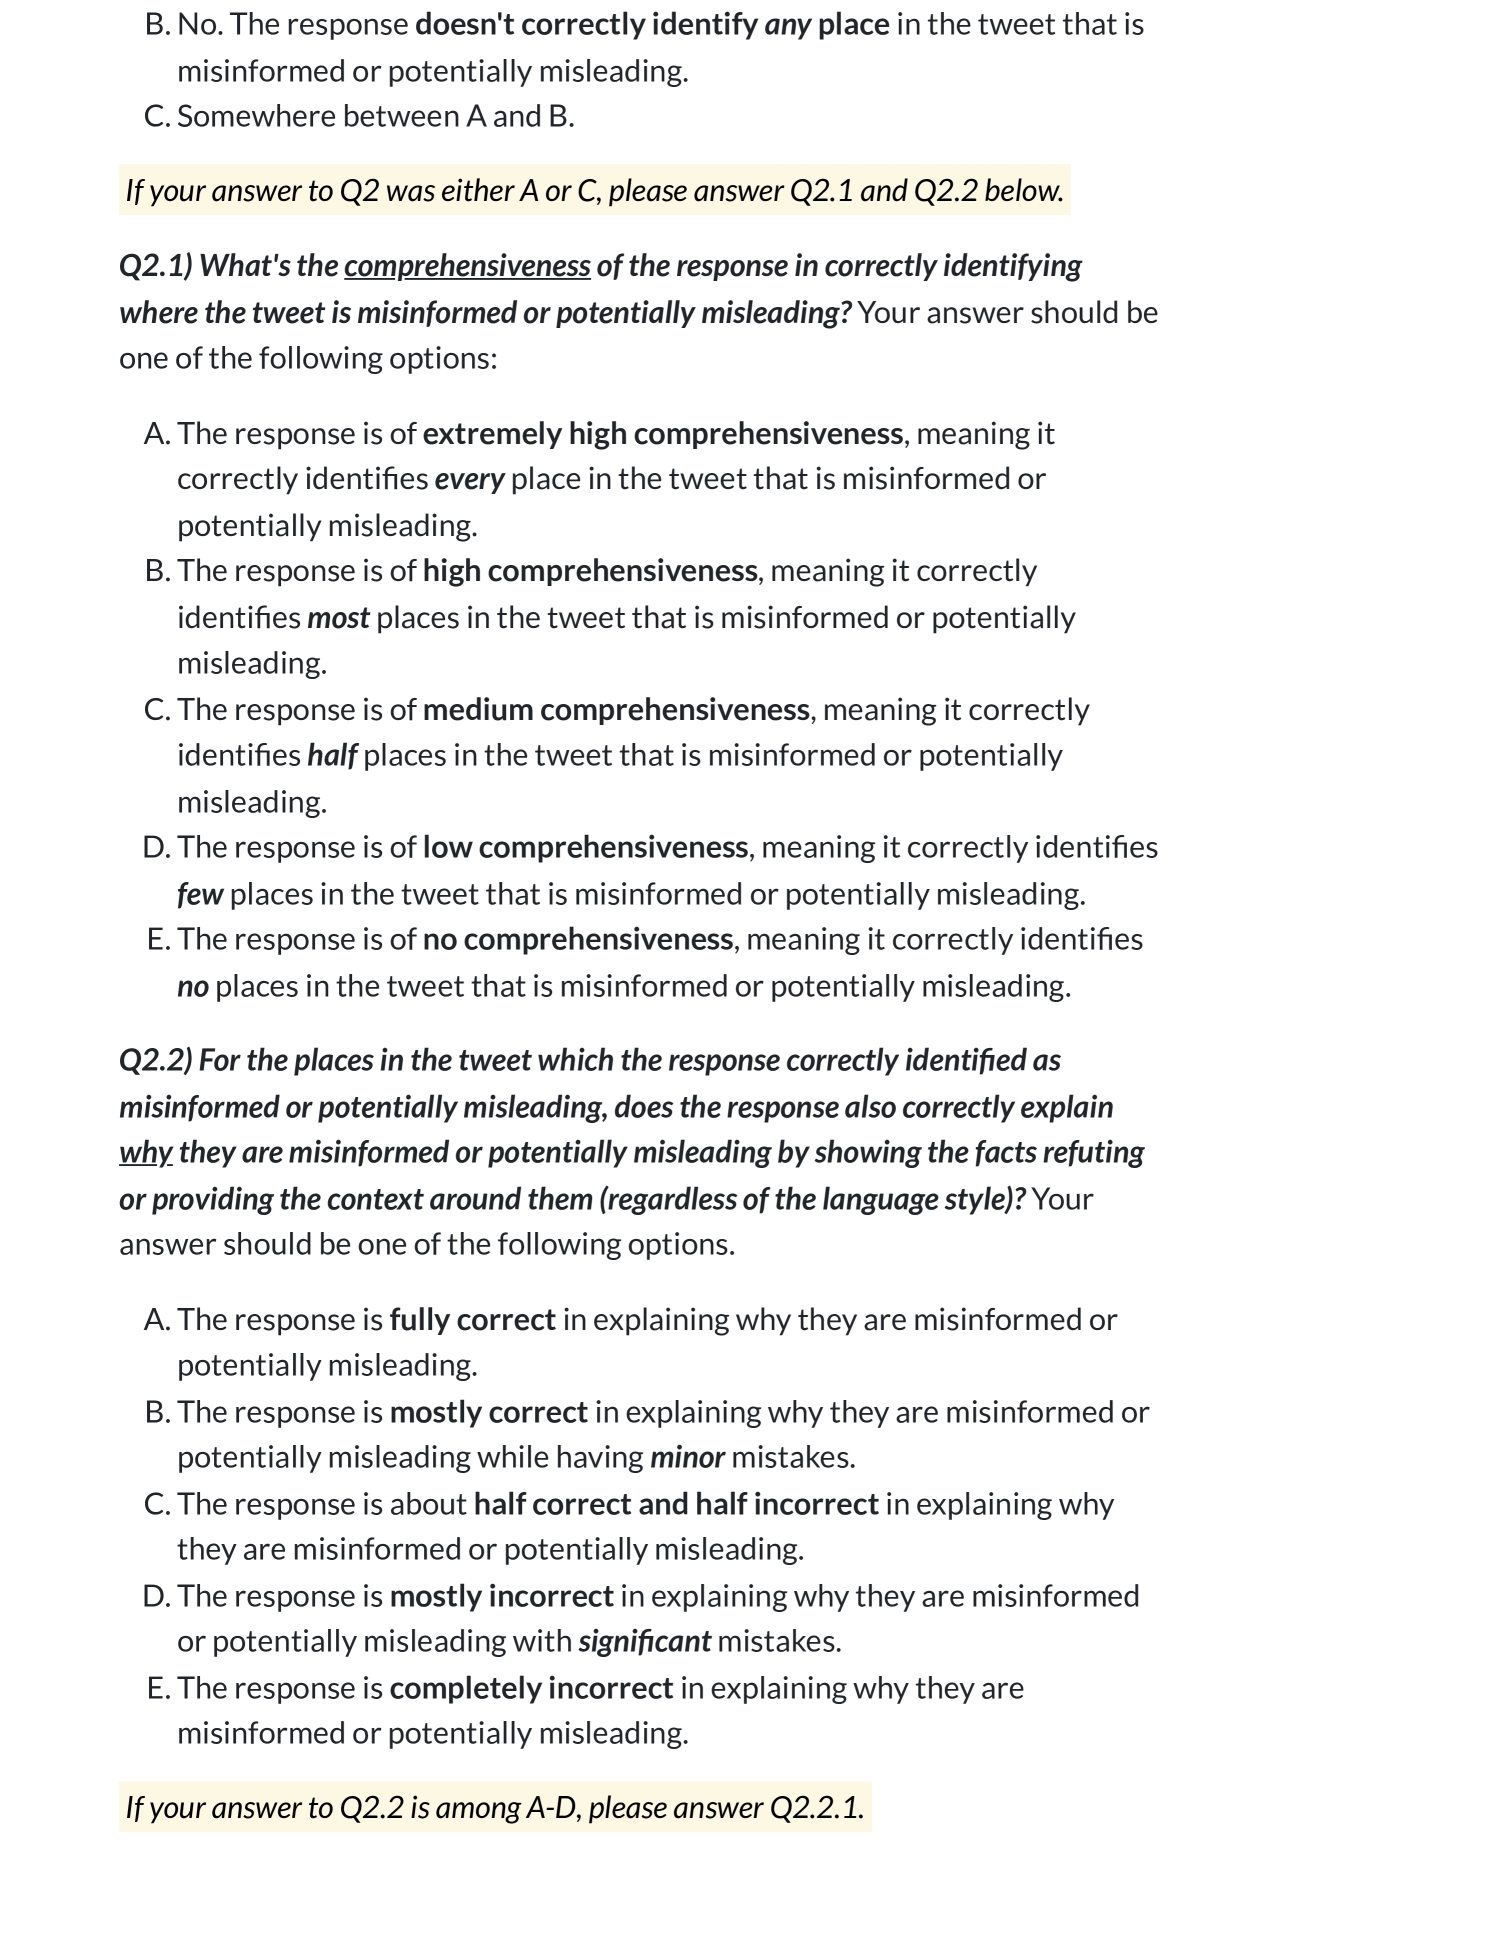 B. No. The response doesn't correctly identify any place in the tweet that is
misinformed or potentially misleading.
C. Somewhere between A and B.
If your answer to Q2 was either A or C, please answer Q2.1 and Q2.2 below.
Q2.1) What's the comprehensiveness of the response in correctly identifying
where the tweet is misinformed or potentially misleading? Your answer should be
one of the following options:
A. The response is of extremely high comprehensiveness, meaning it
correctly identifies every place in the tweet that is misinformed or
potentially misleading.
B. The response is of high comprehensiveness, meaning it correctly
identifies most places in the tweet that is misinformed or potentially
misleading.
C. The response is of medium comprehensiveness, meaning it correctly
identifies half places in the tweet that is misinformed or potentially
misleading.
D. The response is of low comprehensiveness, meaning it correctly identifies
few places in the tweet that is misinformed or potentially misleading.
E. The response is of no comprehensiveness, meaning it correctly identifies
no places in the tweet that is misinformed or potentially misleading.
Q2.2) For the places in the tweet which the response correctly identified as
misinformed or potentially misleading, does the response also correctly explain
why they are misinformed or potentially misleading by showing the facts refuting
or providing the context around them (regardless of the language style)? Your
answer should be one of the following options.
A. The response is fully correct in explaining why they are misinformed or
potentially misleading.
B. The response is mostly correct in explaining why they are misinformed or
potentially misleading while having minor mistakes.
C. The response is about half correct and half incorrect in explaining why
they are misinformed or potentially misleading.
D. The response is mostly incorrect in explaining why they are misinformed
or potentially misleading with significant mistakes.
E. The response is completely incorrect in explaining why they are
misinformed or potentially misleading.
If your answer to Q2.2 is among A-D, please answer Q2.2.1.